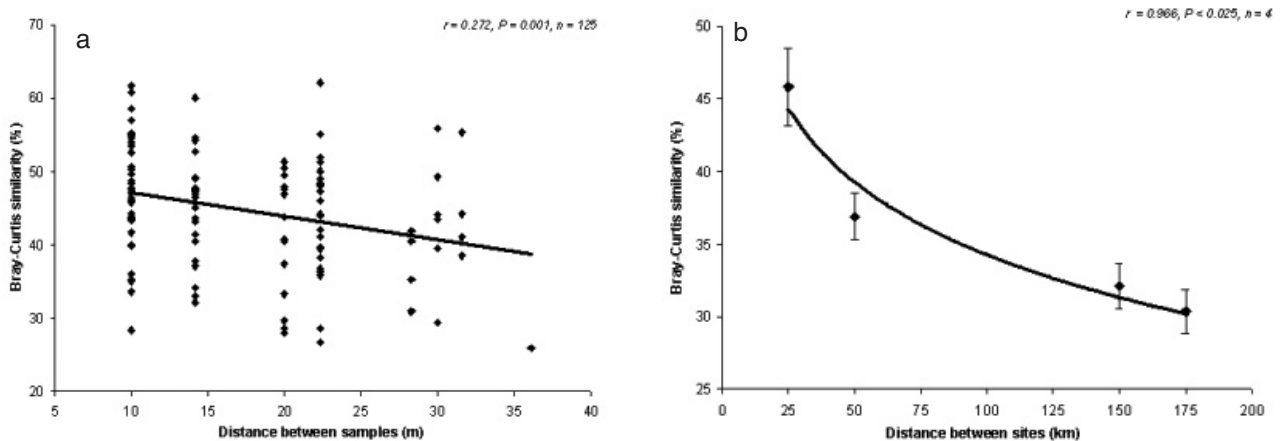 a
r = 0.272, P = 0.001, n = 125
Bray-Curtis similarity (%)
70
60
50
40
30
20
5 10 15 20 25 30 35 40
Distance between samples (m)
b
r = 0.966, P < 0.025, n = 4
Bray-Curtis similarity (%)
50
45
40
35
30
25
0 25 50 75 100 125 150 175 200
Distance between sites (km)